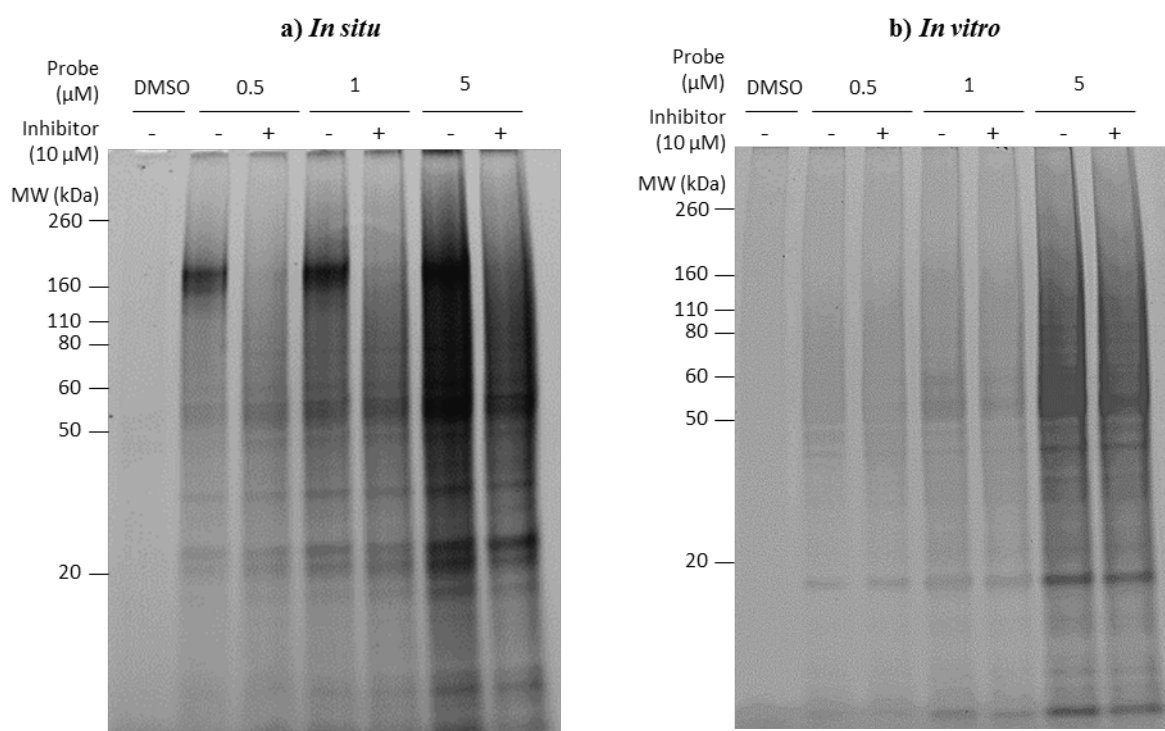 a) In situ
Probe
(µM)
DMSO 0.5 1 5
Inhibitor
(10 µM)
- - + - + - +
MW (kDa)
260
160
110
80
60
50
20
b) In vitro
Probe
(µM)
DMSO 0.5 1 5
Inhibitor
(10 µM)
- - + - + - +
MW (kDa)
260
160
110
80
60
50
20